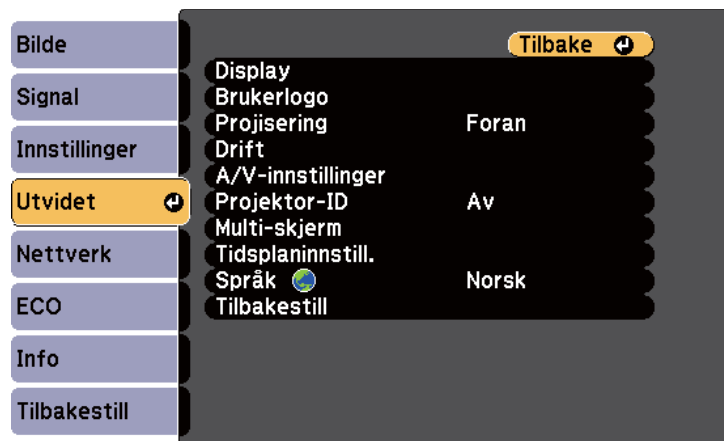 Bilde
Signal
Innstillinger
Utvidet
Nettverk
ECO
Info
Tilbakestill
Tilbake
Display
Brukerlogo
Projisering Foran
Drift
A/V-innstillinger
Projektor-ID Av
Multi-skjerm
Tidsplaninnstill.
Språk Norsk
Tilbakestill